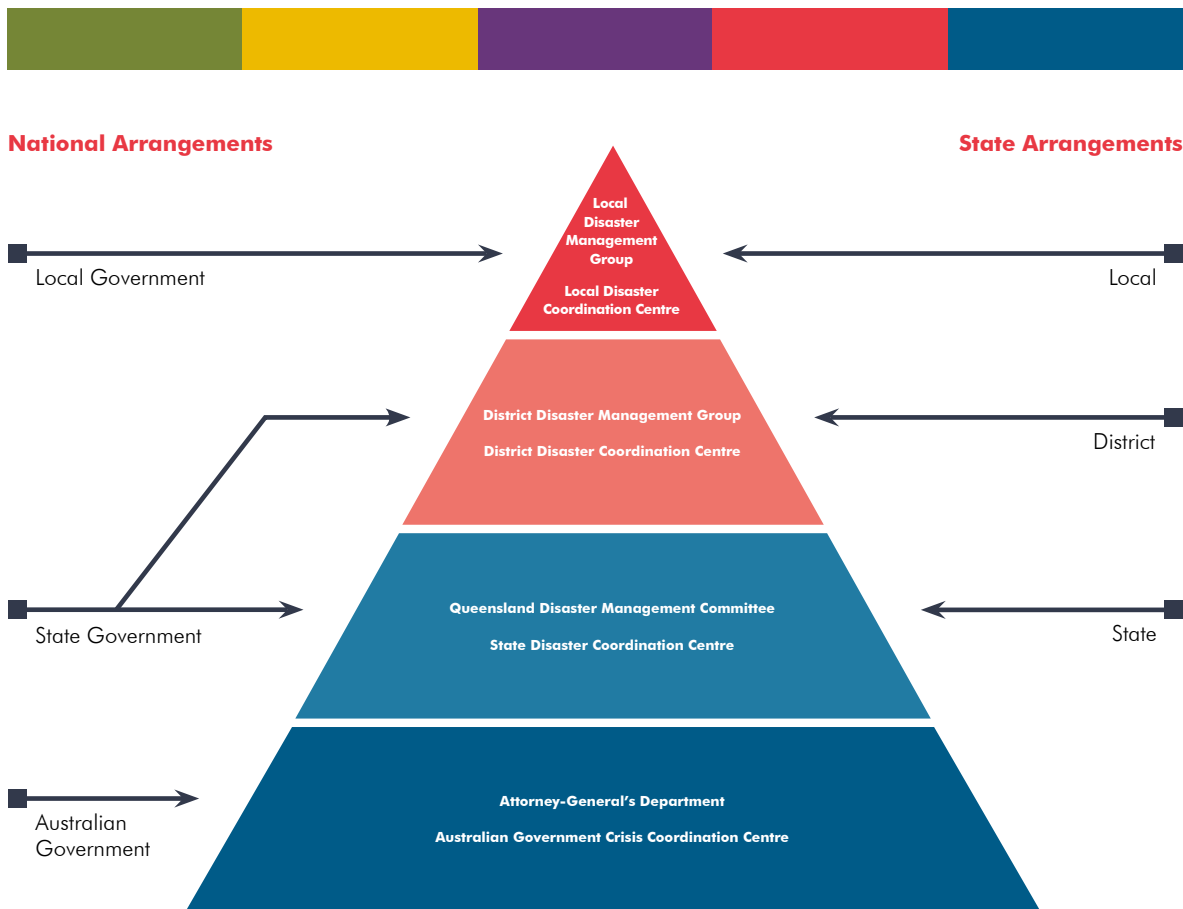 National Arrangements
State Arrangements
Local
Disaster
Management
Group
Local Disaster
Coordination Centre
Local Government
Local
District Disaster Management Group
District Disaster Coordination Centre
District
Queensland Disaster Management Committee
State Disaster Coordination Centre
State Government
State
Attorney-General’s Department
Australian Government Crisis Coordination Centre
Australian
Government